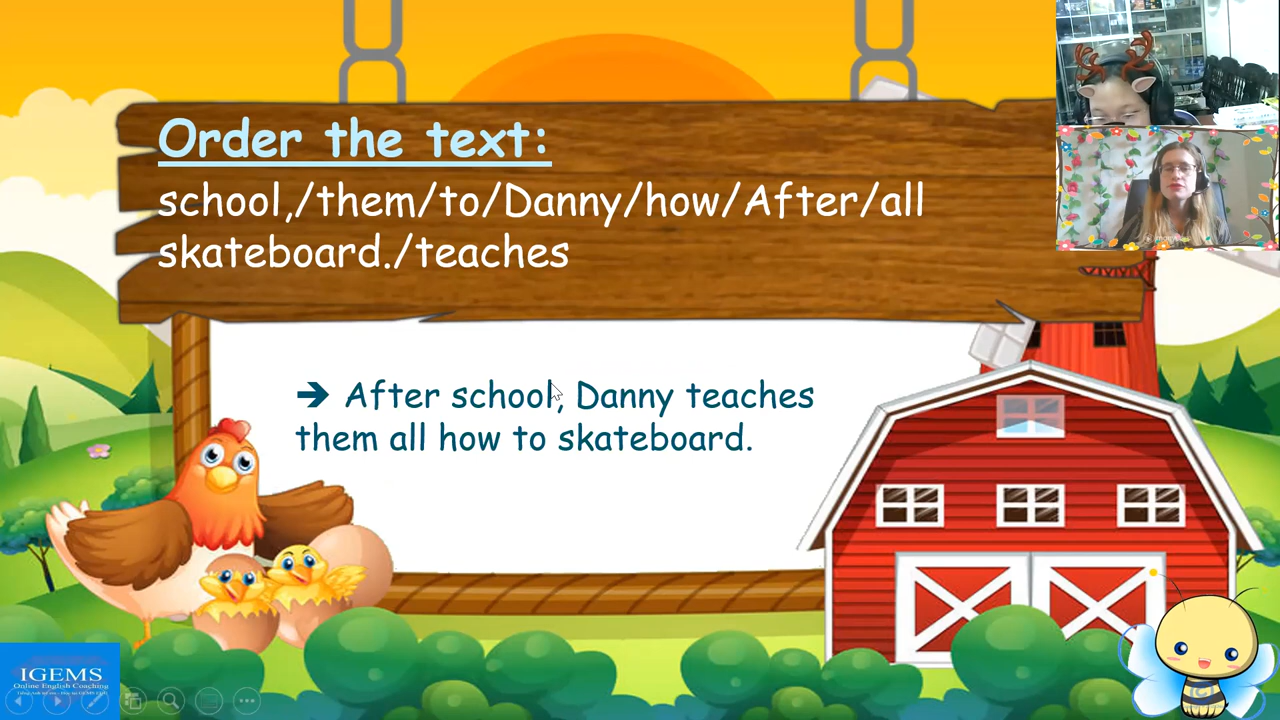 Order the text:
school,/them/to/Danny/how/After/all
skateboard./teaches
➔ After school, Danny teaches
them all how to skateboard.
IGEMS
Online English Coaching